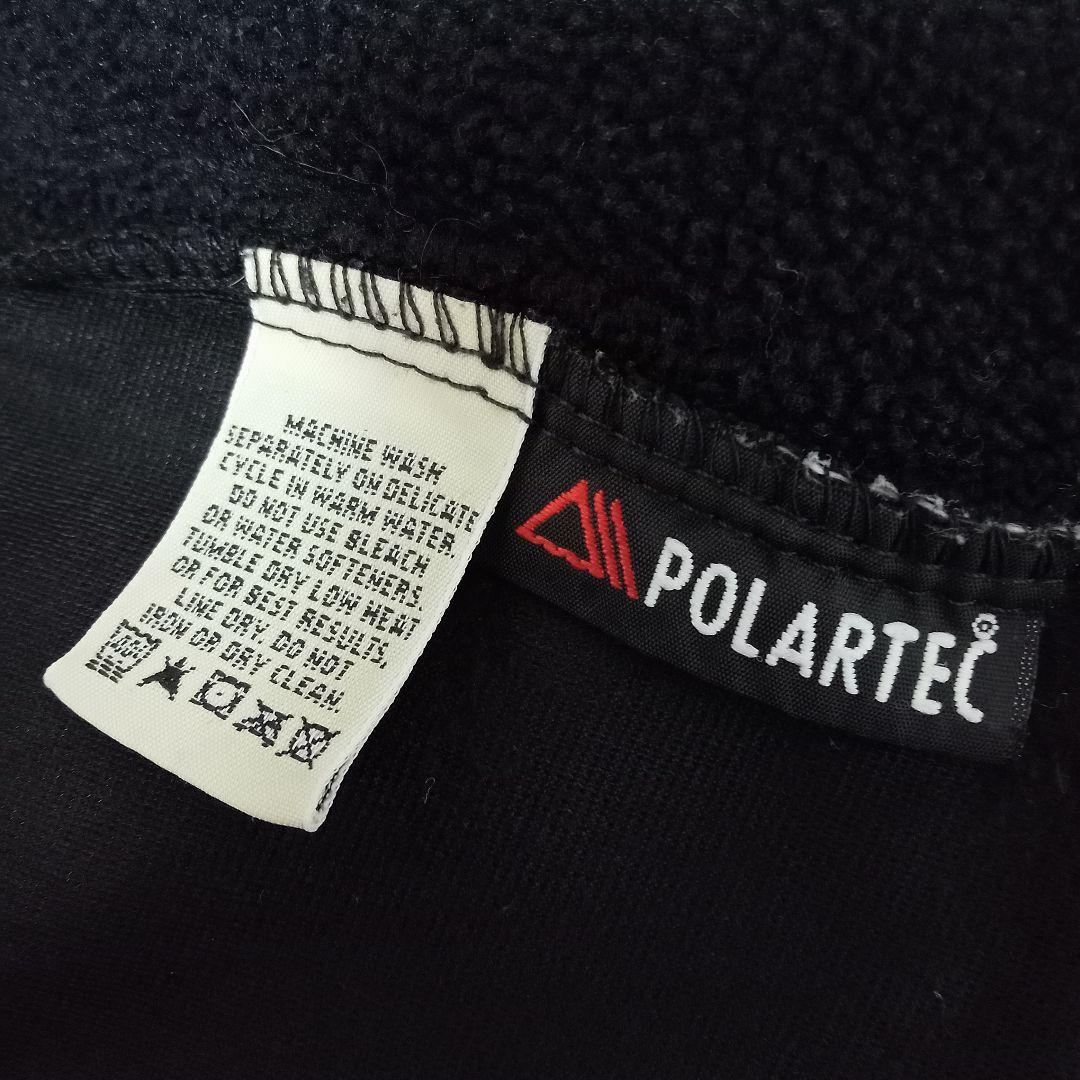 MACHINE WASH
SEPARATELY ON DELICATE
CYCLE IN WARM WATER.
DO NOT USE BLEACH
OR WATER SOFTENERS.
TUMBLE DRY LOW HEAT
OR FOR BEST RESULTS,
LINE DRY. DO NOT
IRON OR DRY CLEAN.
POLARTEC